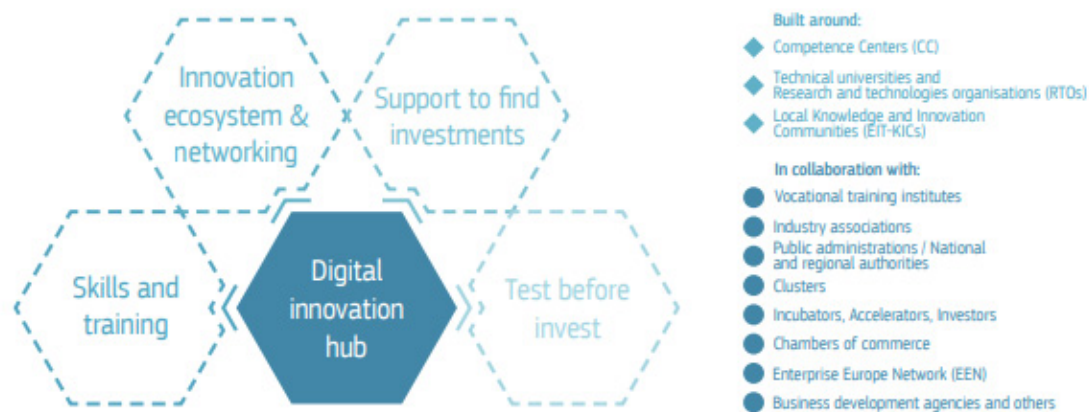 Innovation
ecosystem &
networking
Support to find
investments
Skills and
training
Digital
innovation
hub
Test before
invest
Built around:
Competence Centers (CC)
Technical universities and
Research and technologies organisations (RTOs)
Local Knowledge and Innovation
Communities (EIT-KICs)
In collaboration with:
Vocational training institutes
Industry associations
Public administrations / National
and regional authorities
Clusters
Incubators, Accelerators, Investors
Chambers of commerce
Enterprise Europe Network (EEN)
Business development agencies and others